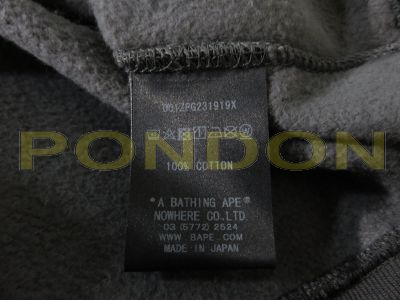 001ZPG231919X
PONDON
100% COTTON
"A BATHING APE"
NOWHERE CO.LTD.
03 (5772) 2524
WWW. BAPE. COM
MADE IN JAPAN